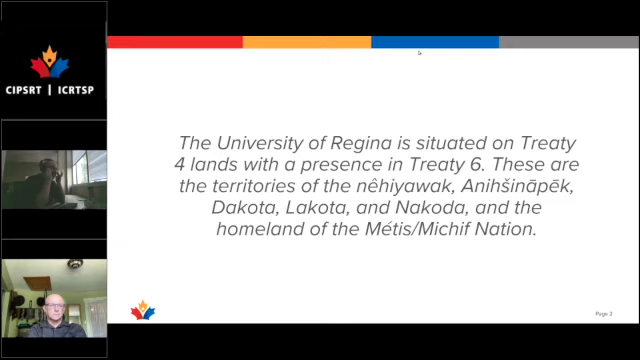 CIPSRT | ICRTSP
The University of Regina is situated on Treaty
4 lands with a presence in Treaty 6. These are
the territories of the nêhiyawak, Anihšināpēk,
Dakota, Lakota, and Nakoda, and the
homeland of the Métis/Michif Nation.
Page 2